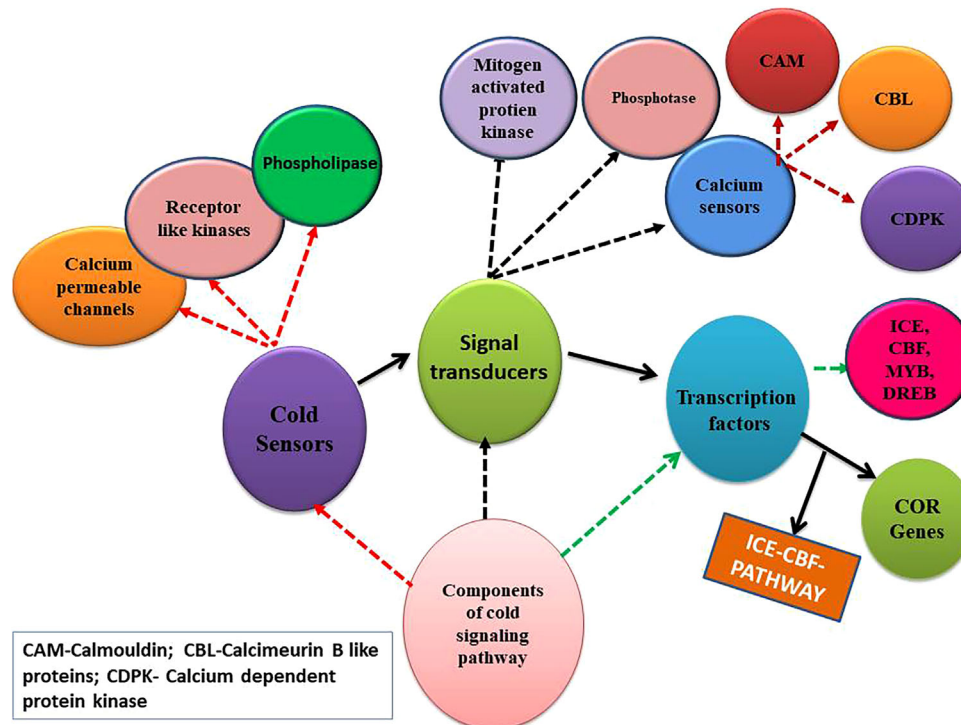 Mitogen
activated
protien
kinase
Phosphotase
CAM
CBL
Phospholipase
Receptor
like kinases
Calcium
sensors
CDPK
Calcium
permeable
channels
ICE,
CBF,
MYB,
DREB
Signal
transducers
Cold
Sensors
Transcription
factors
COR
Genes
ICE-CBF-
PATHWAY
Components
of cold
signaling
pathway
CAM-Calmouldin; CBL-Calcimeurin B like
proteins; CDPK- Calcium dependent
protein kinase